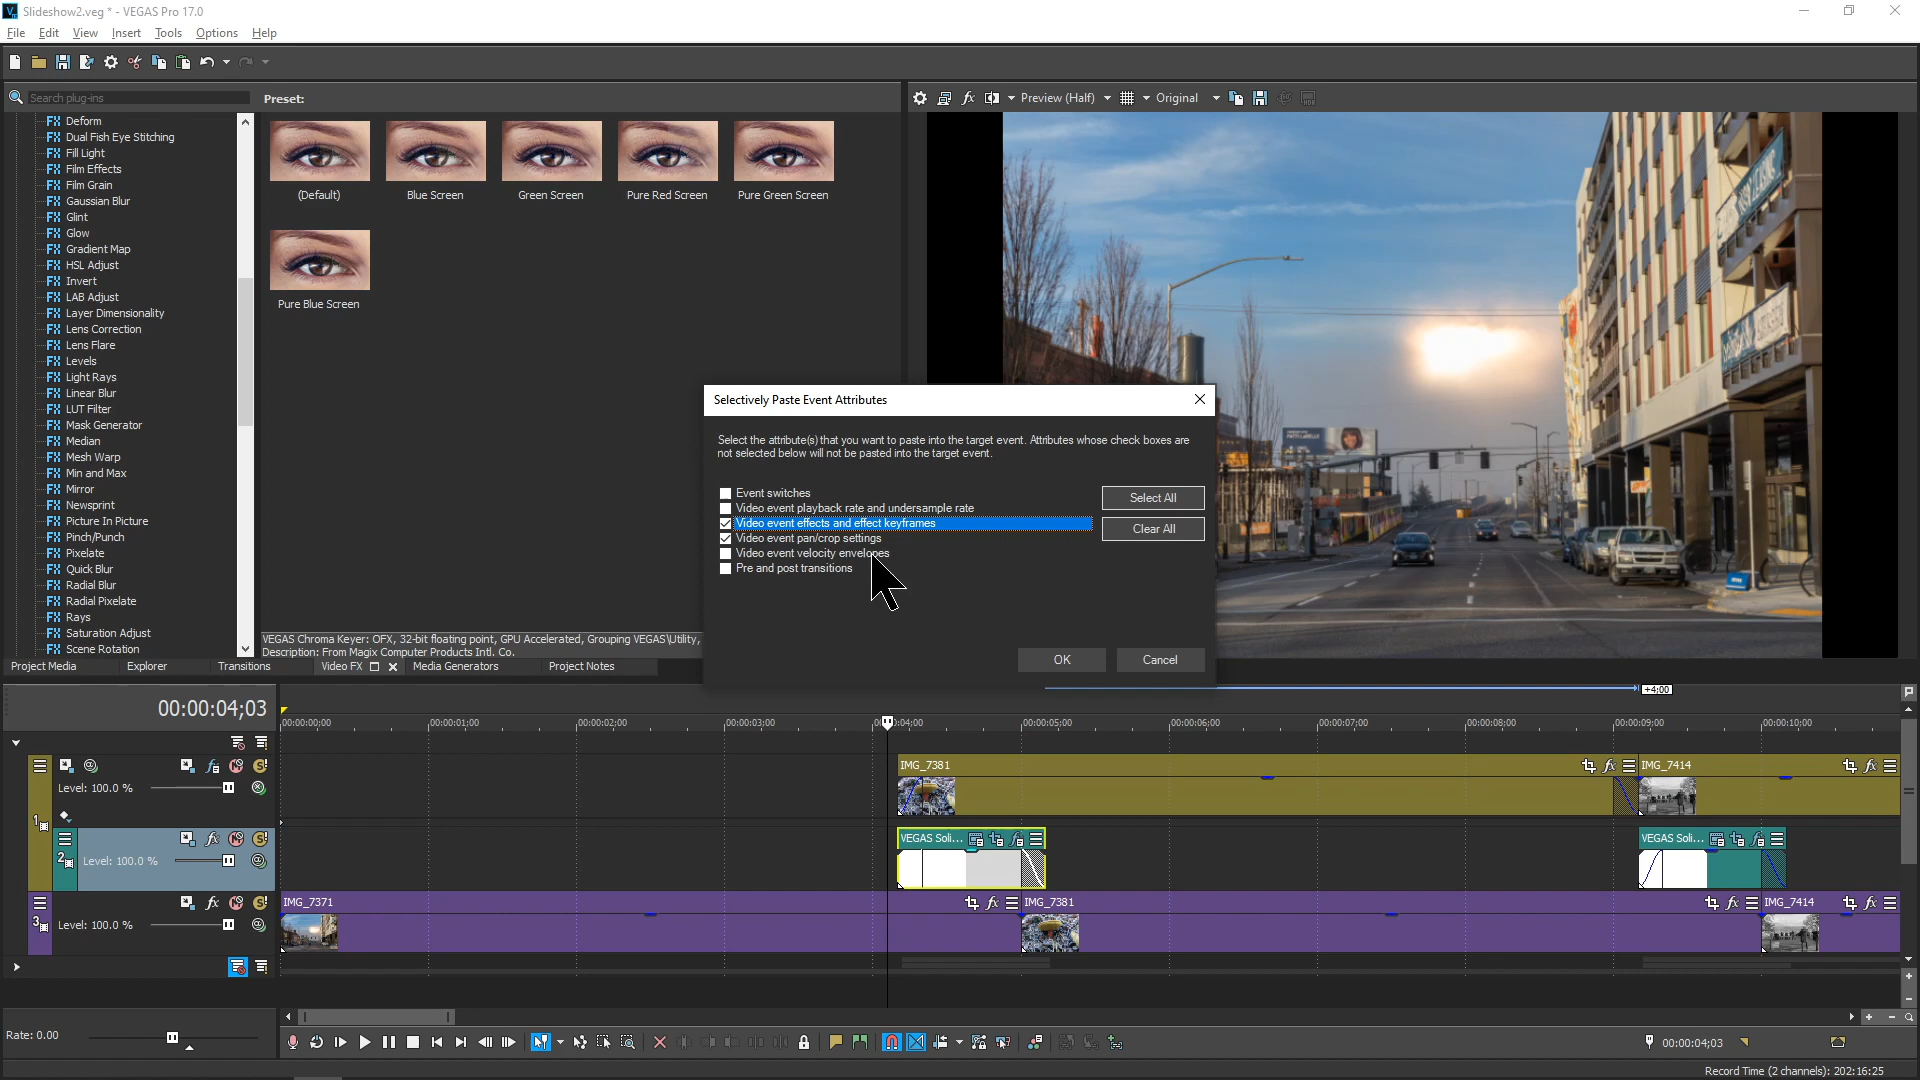 Slideshow2.veg * - VEGAS Pro 17.0
File Edit View Insert Tools Options Help
Search plug-ins
Preset:
Preview (Half)
Original
Deform
Dual Fish Eye Stitching
Fill Light
Film Effects
Film Grain
Gaussian Blur
Glint
Glow
Gradient Map
HSL Adjust
Invert
LAB Adjust
Layer Dimensionality
Lens Correction
Lens Flare
Levels
Light Rays
Linear Blur
LUT Filter
Mask Generator
Median
Mesh Warp
Min and Max
Mirror
Newsprint
Picture In Picture
Pinch/Punch
Pixelate
Quick Blur
Radial Blur
Radial Pixelate
Rays
Saturation Adjust
Scene Rotation
(Default)
Blue Screen
Green Screen
Pure Red Screen
Pure Green Screen
Pure Blue Screen
VEGAS Chroma Keyer: OFX, 32-bit floating point, GPU Accelerated, Grouping VEGAS\Utility,
Description: From Magix Computer Products Intl. Co.
Project Media Explorer Transitions Video FX Media Generators Project Notes
Selectively Paste Event Attributes
Select the attribute(s) that you want to paste into the target event. Attributes whose check boxes are
not selected below will not be pasted into the target event.
Event switches
Video event playback rate and undersample rate
Video event effects and effect keyframes
Video event pan/crop settings
Video event velocity envelopes
Pre and post transitions
Select All
Clear All
OK
Cancel
+4:00
00:00:04;03
00:00:00;00 00:00:01;00 00:00:02;00 00:00:03;00 00:00:05;00 00:00:06;00 00:00:07;00 00:00:08;00 00:00:09;00 00:00:10;00
1
Level: 100.0 %
IMG_7381
IMG_7414
2
Level: 100.0 %
VEGAS Soli...
VEGAS Soli...
3
Level: 100.0 %
IMG_7371
IMG_7381
IMG_7414
Rate: 0.00
00:00:04;03
Record Time (2 channels): 202:16:25